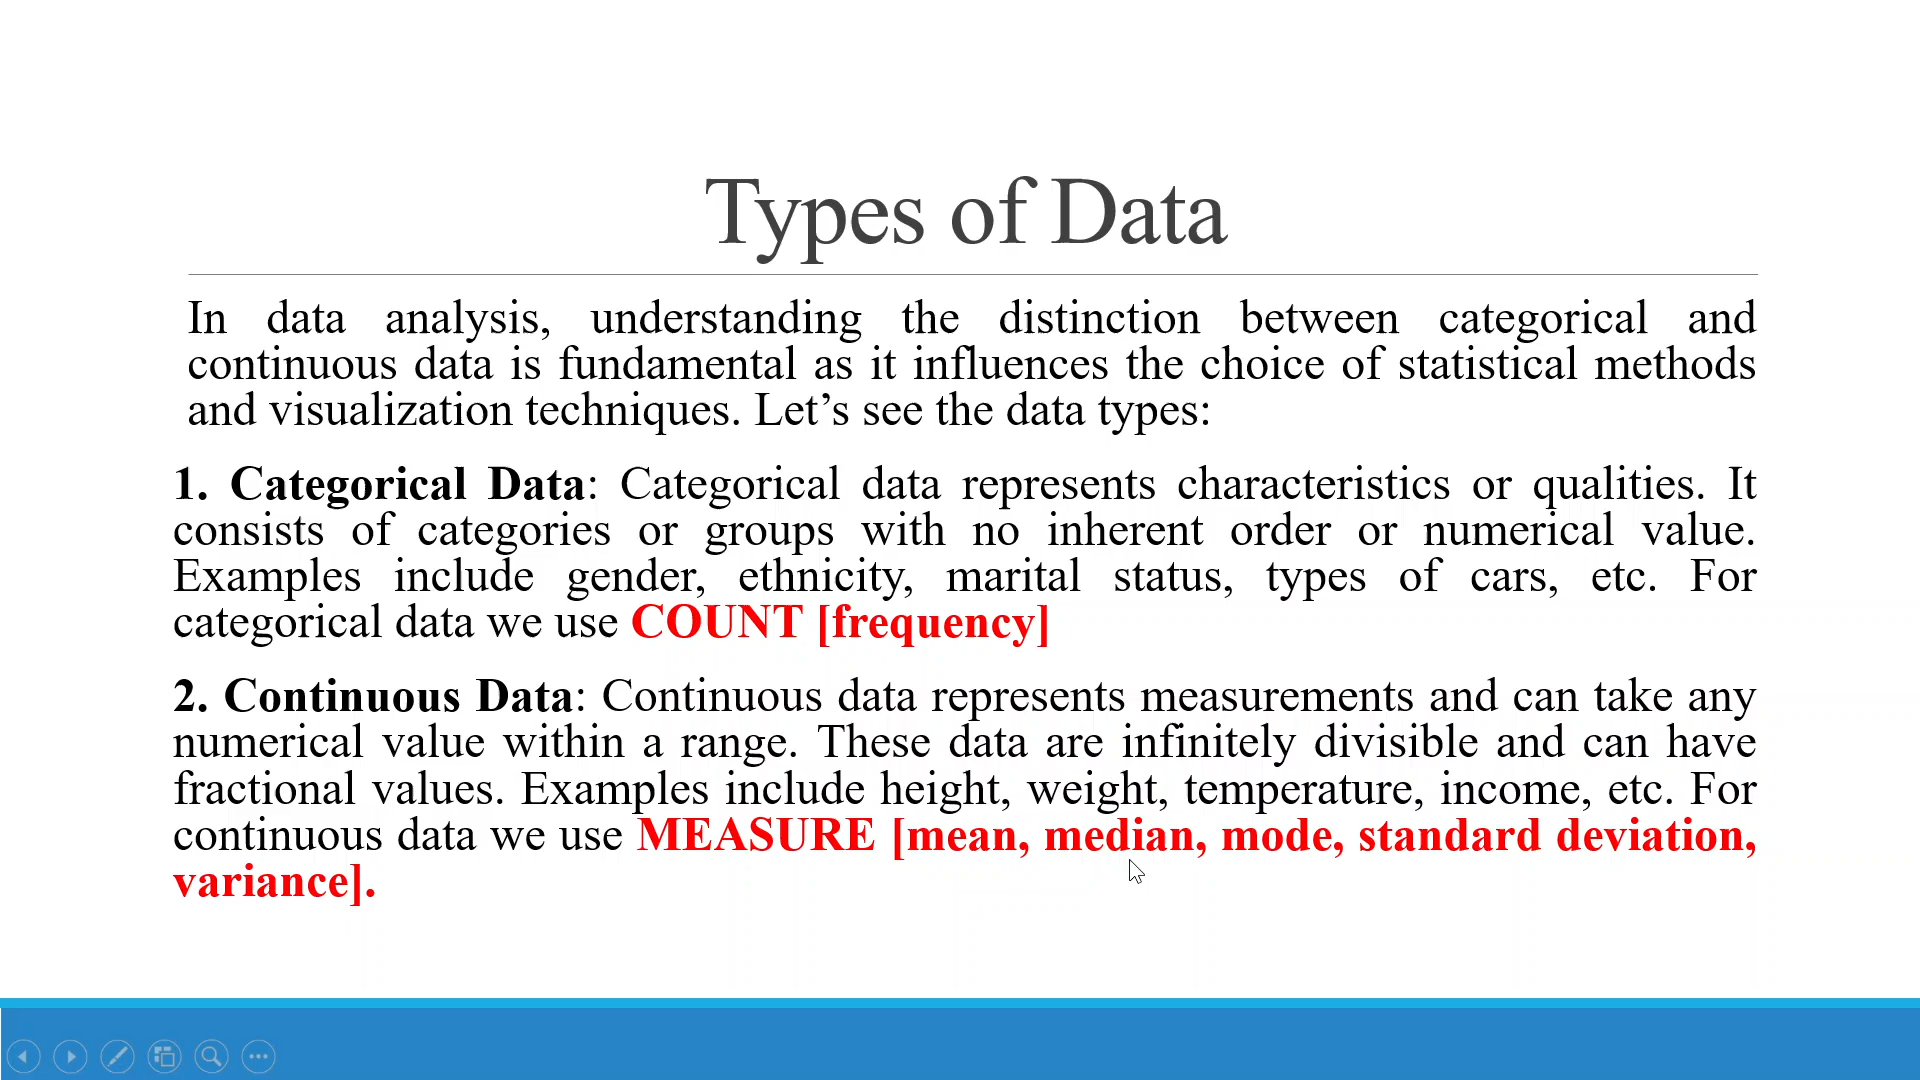 Types of Data
In data analysis, understanding the distinction between categorical and
continuous data is fundamental as it influences the choice of statistical methods
and visualization techniques. Let’s see the data types:
1. Categorical Data: Categorical data represents characteristics or qualities. It
consists of categories or groups with no inherent order or numerical value.
Examples include gender, ethnicity, marital status, types of cars, etc. For
categorical data we use COUNT [frequency]
2. Continuous Data: Continuous data represents measurements and can take any
numerical value within a range. These data are infinitely divisible and can have
fractional values. Examples include height, weight, temperature, income, etc. For
continuous data we use MEASURE [mean, median, mode, standard deviation,
variance].